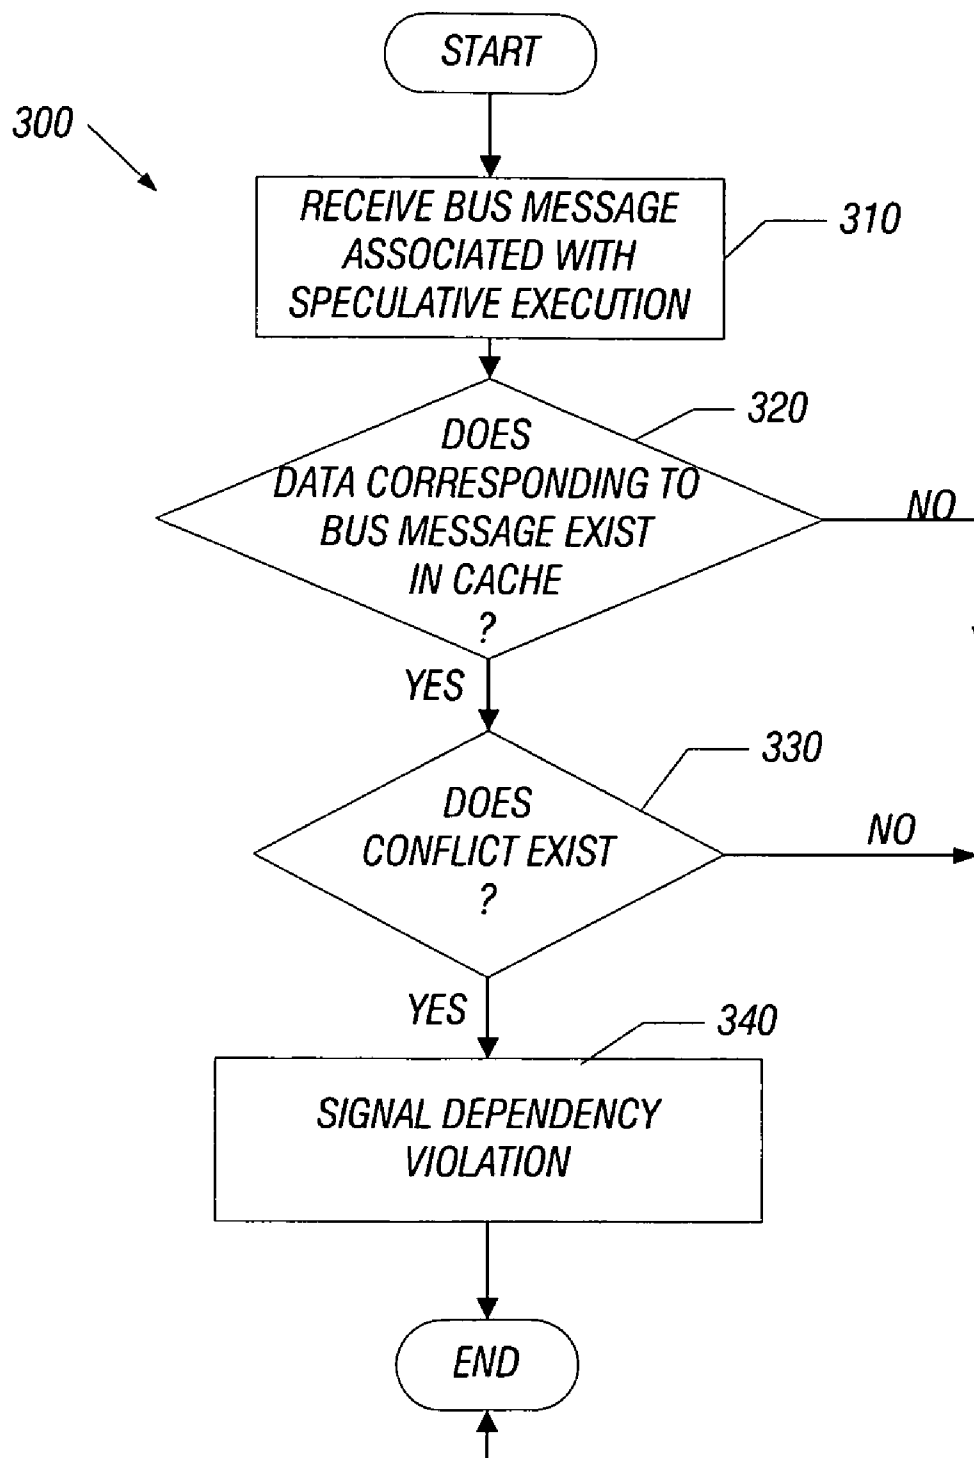 START
300
RECEIVE BUS MESSAGE
ASSOCIATED WITH
SPECULATIVE EXECUTION
310
320
DOES
DATA CORRESPONDING TO
BUS MESSAGE EXIST
IN CACHE
?
NO
YES
330
DOES
CONFLICT EXIST
?
NO
YES
340
SIGNAL DEPENDENCY
VIOLATION
END